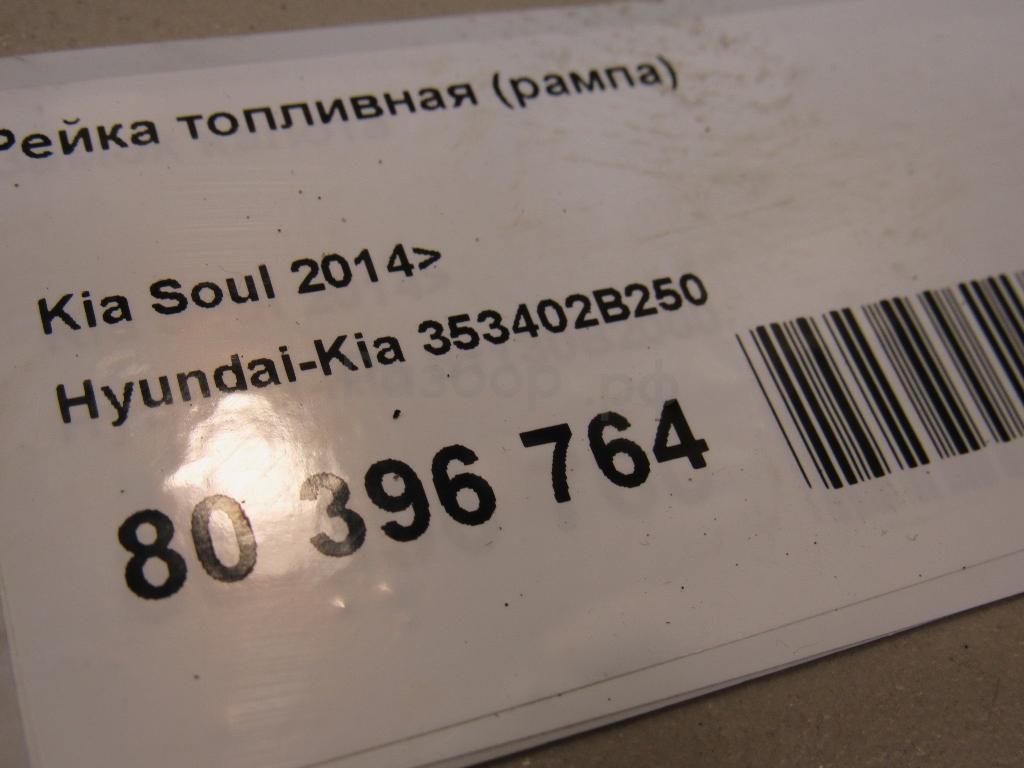 Рейка топливная (рампа)
Kia Soul 2014>
Hyundai-Kia 353402B250
80 396 764